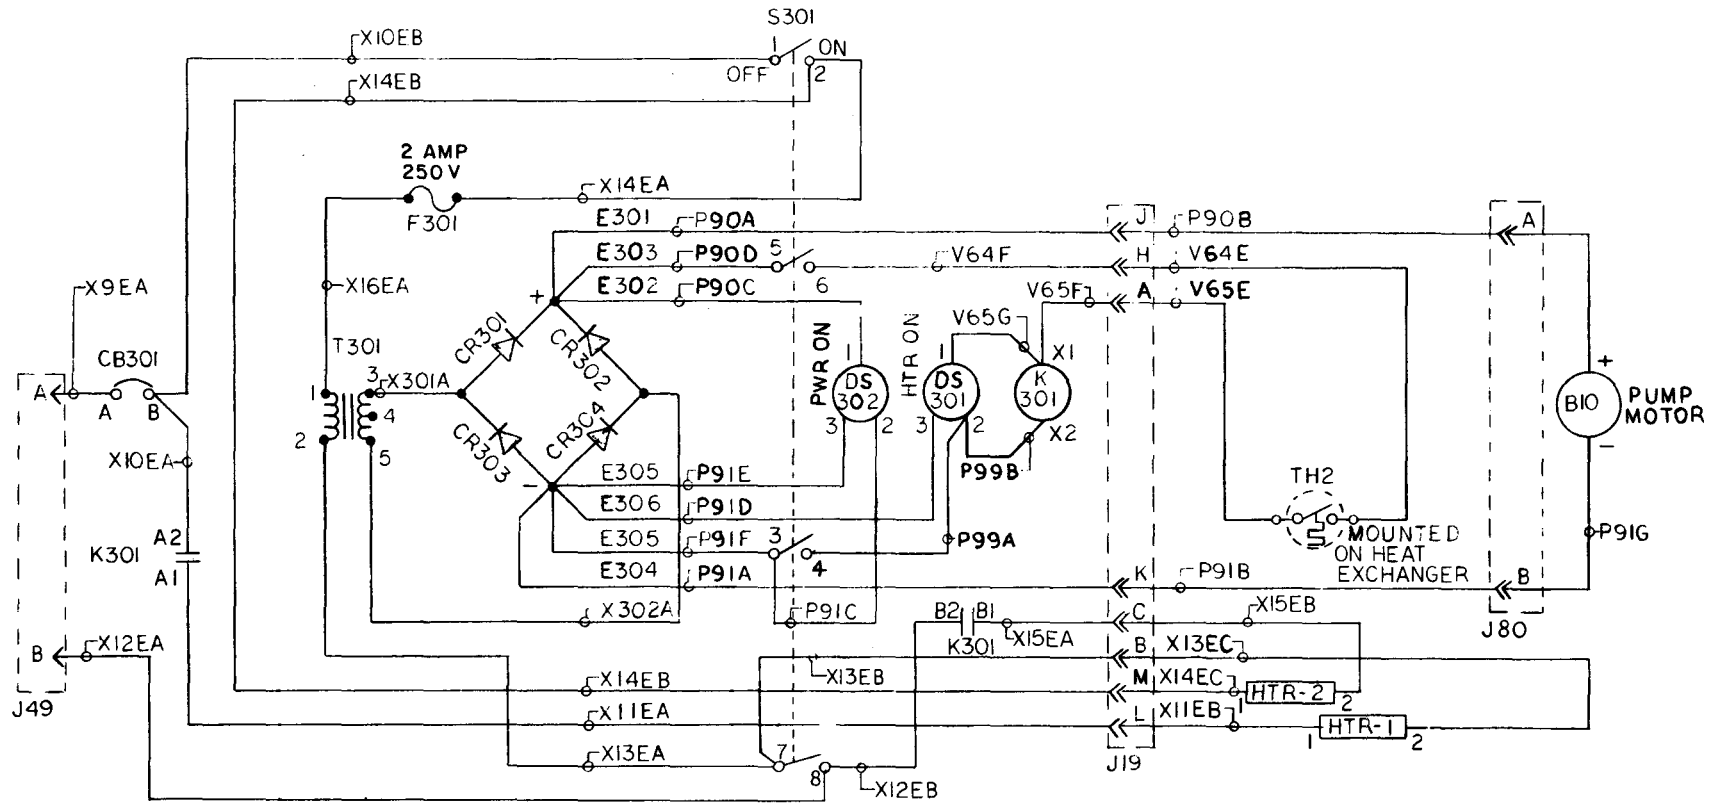 S301
X10EB
1
ON
OFF
2
X14EB
2 AMP
250V
F301
X14EA
E301
P90A
J
P90B
A
E303
P90D
5
6
V64F
H
V64E
E302
P90C
V65F
A
V65E
X9EA
X16EA
+
CR301
CR302
PWR ON
HTR ON
V65G
X1
CB301
T301
A
A
B
1
3
X301A
4
2
5
1
DS
302
3
2
1
DS
301
3
2
K
301
X2
+
B10
PUMP
MOTOR
-
CR303
CR3C4
X10EA
-
E305
P91E
P99B
TH2
E306
P91D
K301
A2
A1
E305
P91F
3
4
P99A
MOUNTED
ON HEAT
EXCHANGER
P91G
E304
P91A
K
P91B
B
X302A
P91C
B2
B1
K301
X15EA
C
X15EB
J80
B
X12EA
X13EB
B
X13EC
X14EB
M
X14EC
1
HTR-2
2
J49
X11EA
L
X11EB
1
HTR-1
2
X13EA
7
8
X12EB
J19